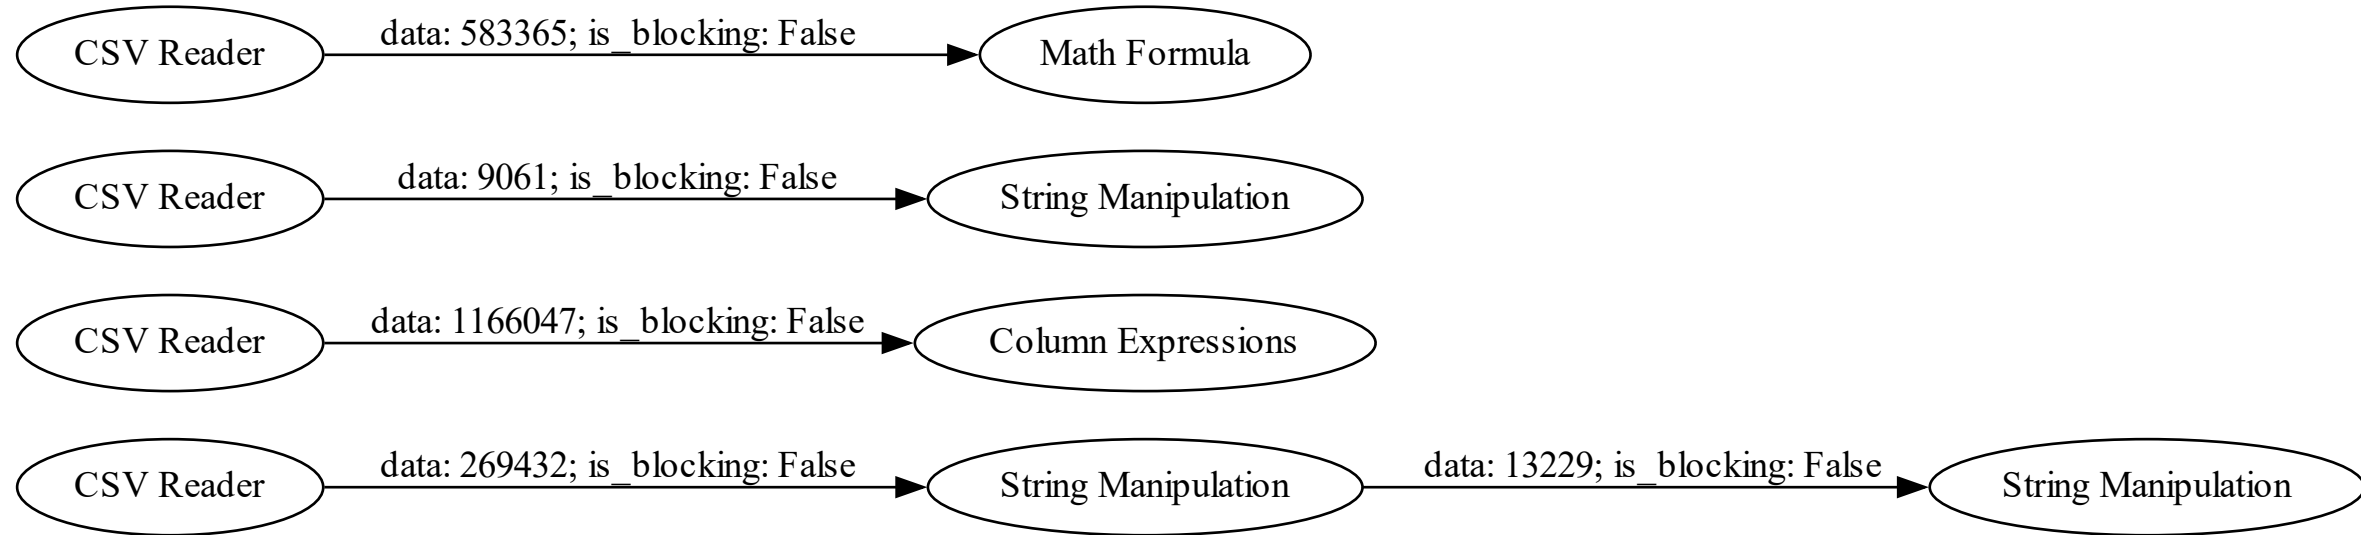 CSV Reader data: 583365; is_blocking: False Math Formula
CSV Reader data: 9061; is_blocking: False String Manipulation
CSV Reader data: 1166047; is_blocking: False Column Expressions
CSV Reader data: 269432; is_blocking: False String Manipulation data: 13229; is_blocking: False String Manipulation